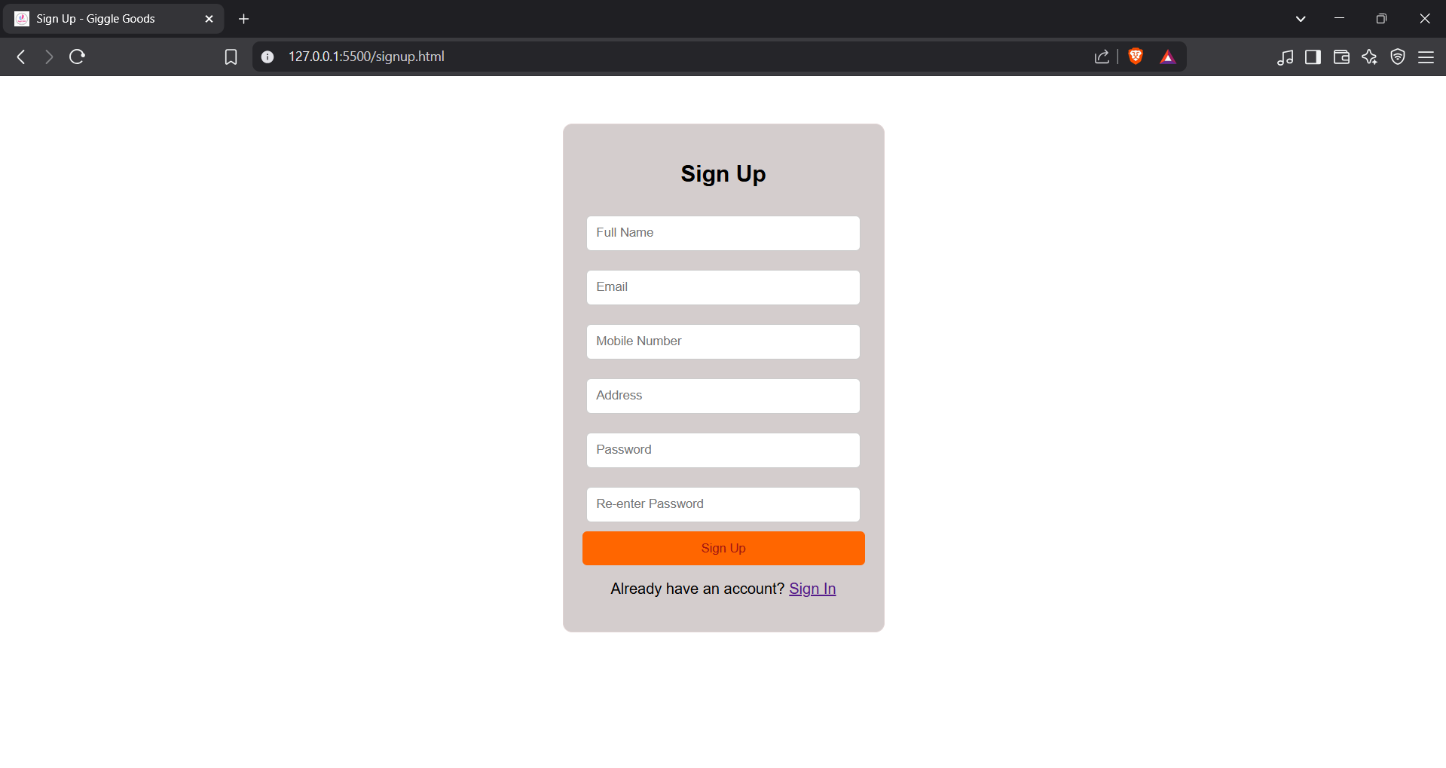 Sign Up - Giggle Goods
127.0.0.1:5500/signup.html
Sign Up
Full Name
Email
Mobile Number
Address
Password
Re-enter Password
Sign Up
Already have an account? Sign In